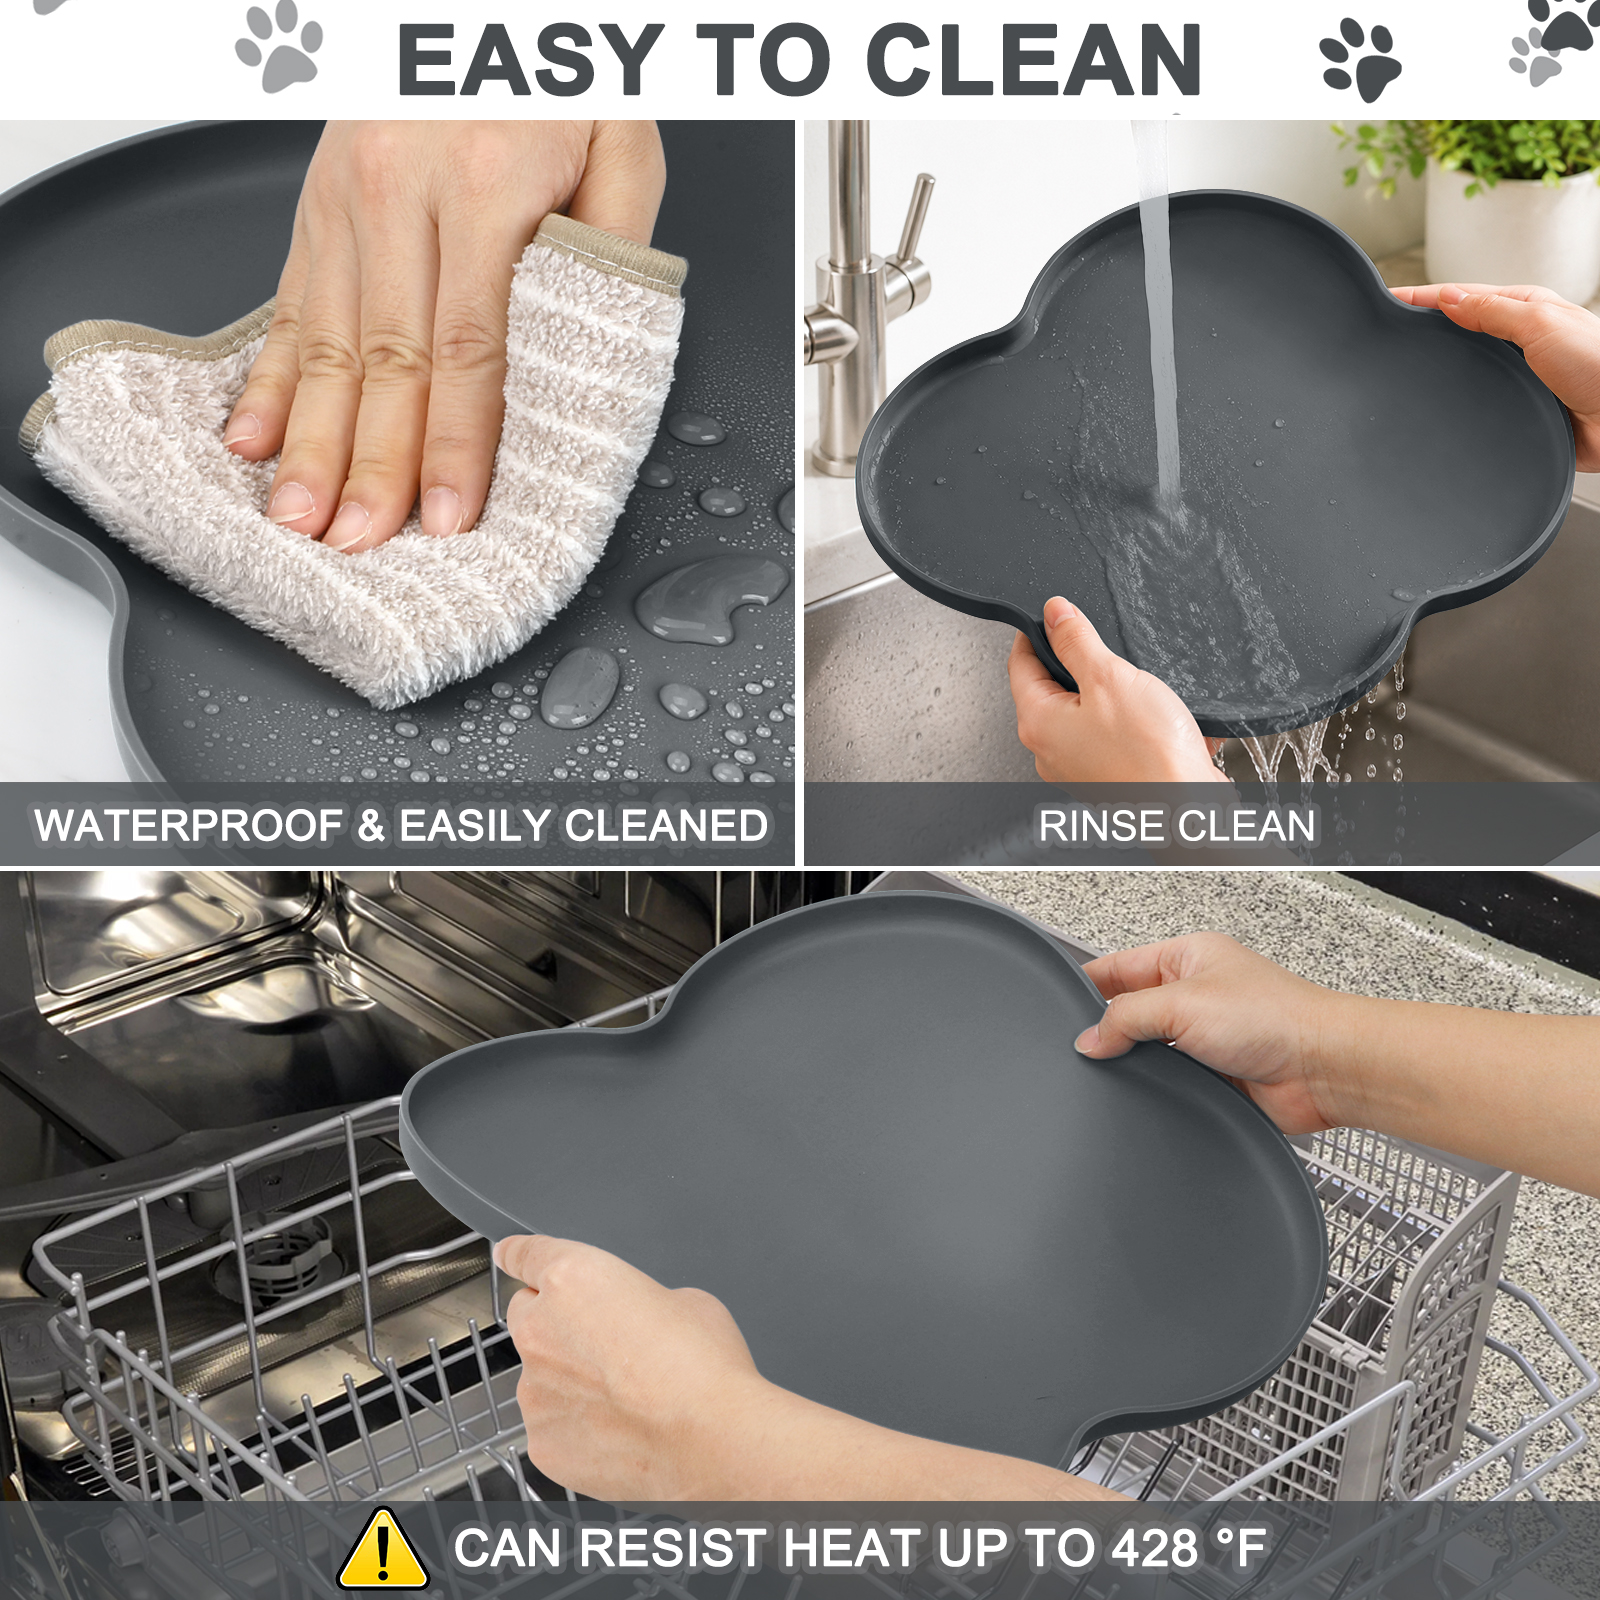 EASY TO CLEAN
WATERPROOF & EASILY CLEANED
RINSE CLEAN
CAN RESIST HEAT UP TO 428 °F